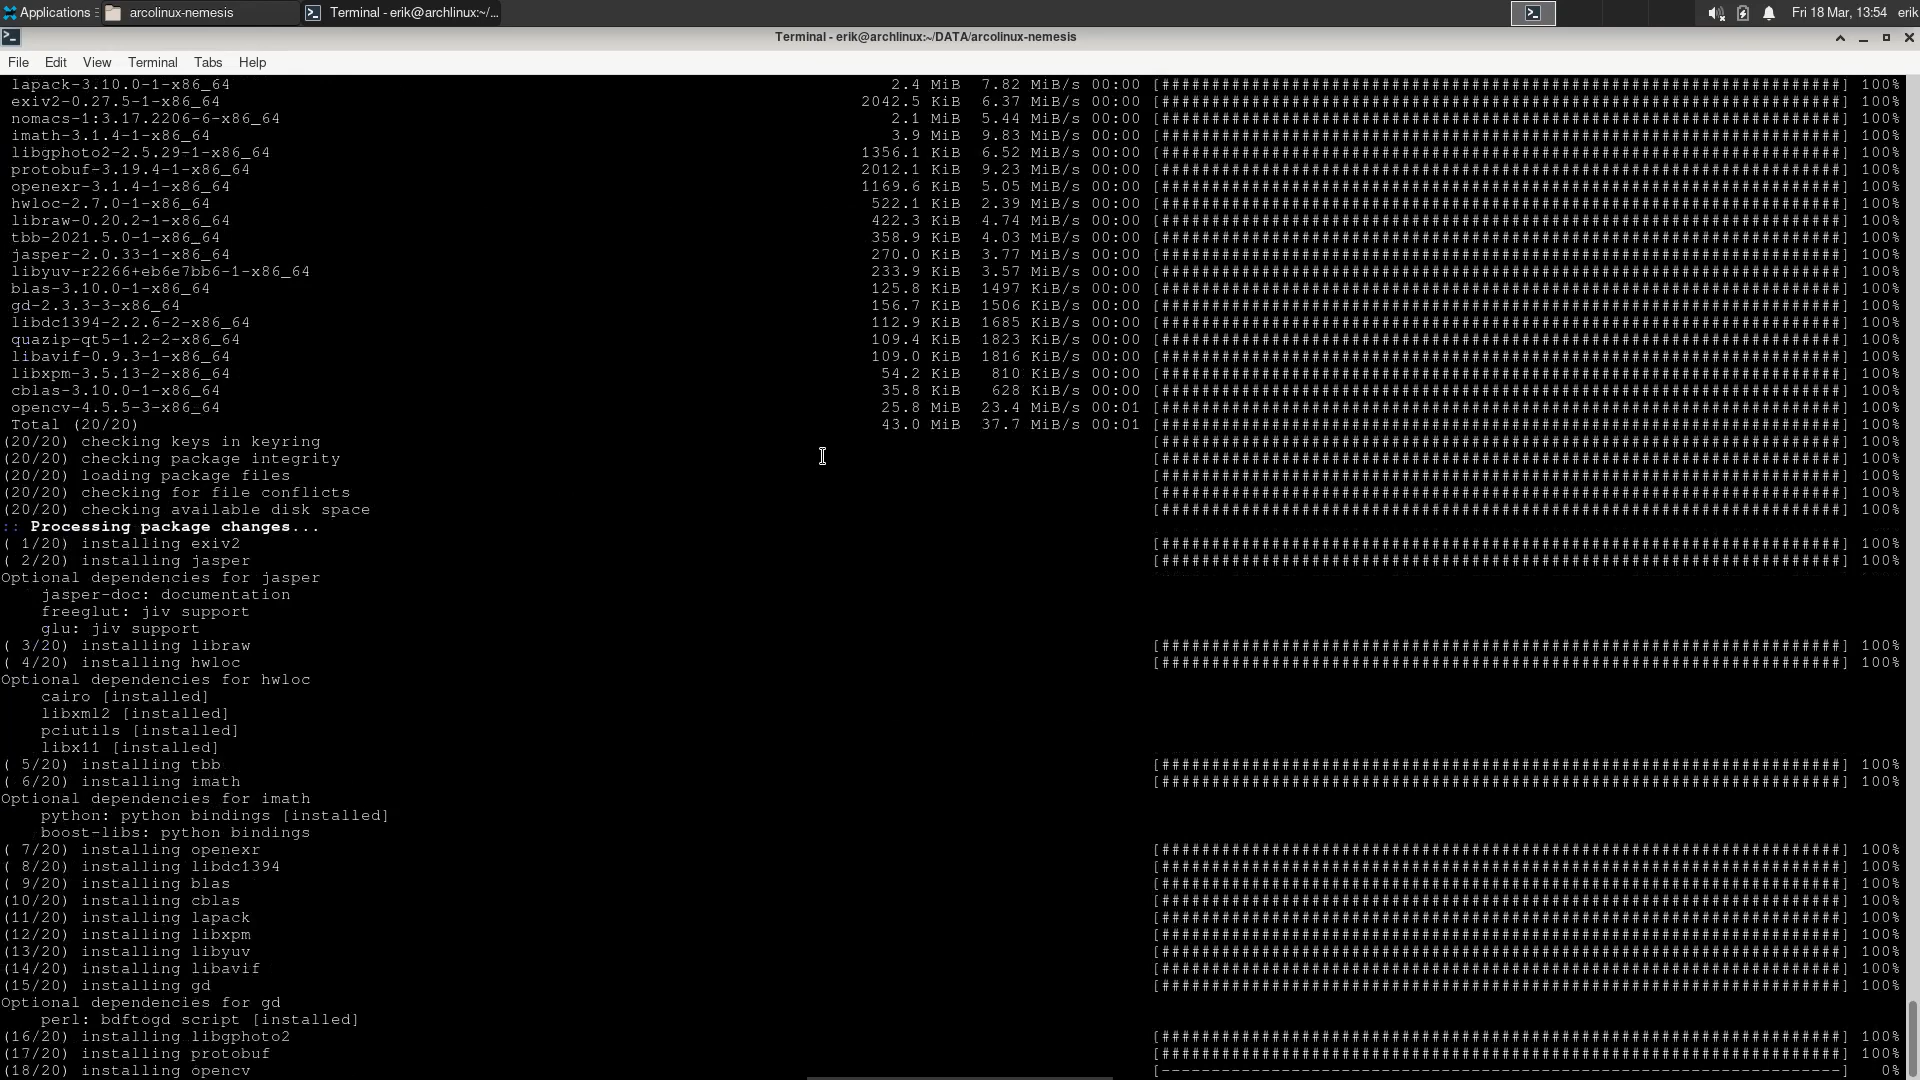 Applications
arcolinux-nemesis
Terminal - erik@archlinux:~/...
Fri 18 Mar, 13:54
erik
Terminal - erik@archlinux:~/DATA/arcolinux-nemesis
File Edit View Terminal Tabs Help
lapack-3.10.0-1-x86_64 2.4 MiB 7.82 MiB/s 00:00 [####################################################################] 100%
exiv2-0.27.5-1-x86_64 2042.5 KiB 6.37 MiB/s 00:00 [####################################################################] 100%
nomacs-1:3.17.2206-6-x86_64 2.1 MiB 5.44 MiB/s 00:00 [####################################################################] 100%
imath-3.1.4-1-x86_64 3.9 MiB 9.83 MiB/s 00:00 [####################################################################] 100%
libgphoto2-2.5.29-1-x86_64 1356.1 KiB 6.52 MiB/s 00:00 [####################################################################] 100%
protobuf-3.19.4-1-x86_64 2012.1 KiB 9.23 MiB/s 00:00 [####################################################################] 100%
openexr-3.1.4-1-x86_64 1169.6 KiB 5.05 MiB/s 00:00 [####################################################################] 100%
hwloc-2.7.0-1-x86_64 522.1 KiB 2.39 MiB/s 00:00 [####################################################################] 100%
libraw-0.20.2-1-x86_64 422.3 KiB 4.74 MiB/s 00:00 [####################################################################] 100%
tbb-2021.5.0-1-x86_64 358.9 KiB 4.03 MiB/s 00:00 [####################################################################] 100%
jasper-2.0.33-1-x86_64 270.0 KiB 3.77 MiB/s 00:00 [####################################################################] 100%
libyuv-r2266+eb6e7bb6-1-x86_64 233.9 KiB 3.57 MiB/s 00:00 [####################################################################] 100%
blas-3.10.0-1-x86_64 125.8 KiB 1497 KiB/s 00:00 [####################################################################] 100%
gd-2.3.3-3-x86_64 156.7 KiB 1506 KiB/s 00:00 [####################################################################] 100%
libdc1394-2.2.6-2-x86_64 112.9 KiB 1685 KiB/s 00:00 [####################################################################] 100%
quazip-qt5-1.2-2-x86_64 109.4 KiB 1823 KiB/s 00:00 [####################################################################] 100%
libavif-0.9.3-1-x86_64 109.0 KiB 1816 KiB/s 00:00 [####################################################################] 100%
libxpm-3.5.13-2-x86_64 54.2 KiB 810 KiB/s 00:00 [####################################################################] 100%
cblas-3.10.0-1-x86_64 35.8 KiB 628 KiB/s 00:00 [####################################################################] 100%
opencv-4.5.5-3-x86_64 25.8 MiB 23.4 MiB/s 00:01 [####################################################################] 100%
Total (20/20) 43.0 MiB 37.7 MiB/s 00:01 [####################################################################] 100%
(20/20) checking keys in keyring [####################################################################] 100%
(20/20) checking package integrity [####################################################################] 100%
(20/20) loading package files [####################################################################] 100%
(20/20) checking for file conflicts [####################################################################] 100%
(20/20) checking available disk space [####################################################################] 100%
:: Processing package changes...
( 1/20) installing exiv2 [####################################################################] 100%
( 2/20) installing jasper [####################################################################] 100%
Optional dependencies for jasper
jasper-doc: documentation
freeglut: jiv support
glu: jiv support
( 3/20) installing libraw [####################################################################] 100%
( 4/20) installing hwloc [####################################################################] 100%
Optional dependencies for hwloc
cairo [installed]
libxml2 [installed]
pciutils [installed]
libx11 [installed]
( 5/20) installing tbb [####################################################################] 100%
( 6/20) installing imath [####################################################################] 100%
Optional dependencies for imath
python: python bindings [installed]
boost-libs: python bindings
( 7/20) installing openexr [####################################################################] 100%
( 8/20) installing libdc1394 [####################################################################] 100%
( 9/20) installing blas [####################################################################] 100%
(10/20) installing cblas [####################################################################] 100%
(11/20) installing lapack [####################################################################] 100%
(12/20) installing libxpm [####################################################################] 100%
(13/20) installing libyuv [####################################################################] 100%
(14/20) installing libavif [####################################################################] 100%
(15/20) installing gd [####################################################################] 100%
Optional dependencies for gd
perl: bdftogd script [installed]
(16/20) installing libgphoto2 [####################################################################] 100%
(17/20) installing protobuf [####################################################################] 100%
(18/20) installing opencv [--------------------------------------------------------------------] 0%